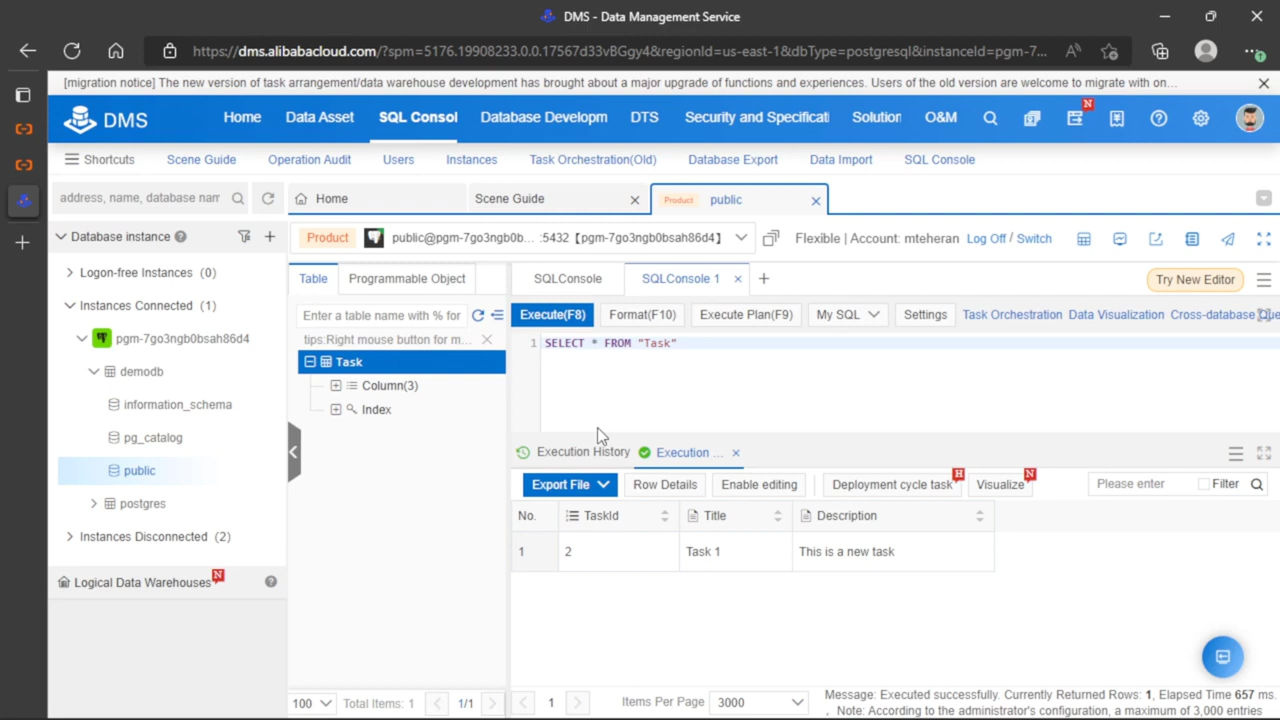 DMS - Data Management Service
https://dms.alibabacloud.com/?spm=5176.19908233.0.0.17567d33vBGgy4&regionId=us-east-1&dbType=postgresql&instanceId=pgm-7...
[migration notice] The new version of task arrangement/data warehouse development has brought about a major upgrade of functions and experiences. Users of the old version are welcome to migrate with on...
DMS Home Data Asset SQL Consol Database Developm DTS Security and Specificati Solution O&M N
Shortcuts Scene Guide Operation Audit Users Instances Task Orchestration(Old) Database Export Data Import SQL Console
address, name, database nam Home Scene Guide Product public
Database instance Product public@pgm-7go3ngb0b... :5432【pgm-7go3ngb0bsah86d4】 Flexible | Account: mteheran Log Off / Switch
Logon-free Instances (0) Table Programmable Object SQLConsole SQLConsole 1 Try New Editor
Instances Connected (1) Enter a table name with % for Execute(F8) Format(F10) Execute Plan(F9) My SQL Settings Task Orchestration Data Visualization Cross-database Que
pgm-7go3ngb0bsah86d4 tips:Right mouse button for m... 1 SELECT * FROM "Task"
demodb Task
information_schema Column(3)
pg_catalog Index
public Execution History Execution ...
postgres Export File Row Details Enable editing Deployment cycle task H Visualize N Please enter Filter
Instances Disconnected (2) No. TaskId Title Description
Logical Data Warehouses N 1 2 Task 1 This is a new task
100 Total Items: 1 1/1 1 Items Per Page 3000 Message: Executed successfully. Currently Returned Rows: 1, Elapsed Time 657 ms.
, Note: According to the administrator's configuration, a maximum of 3,000 entries